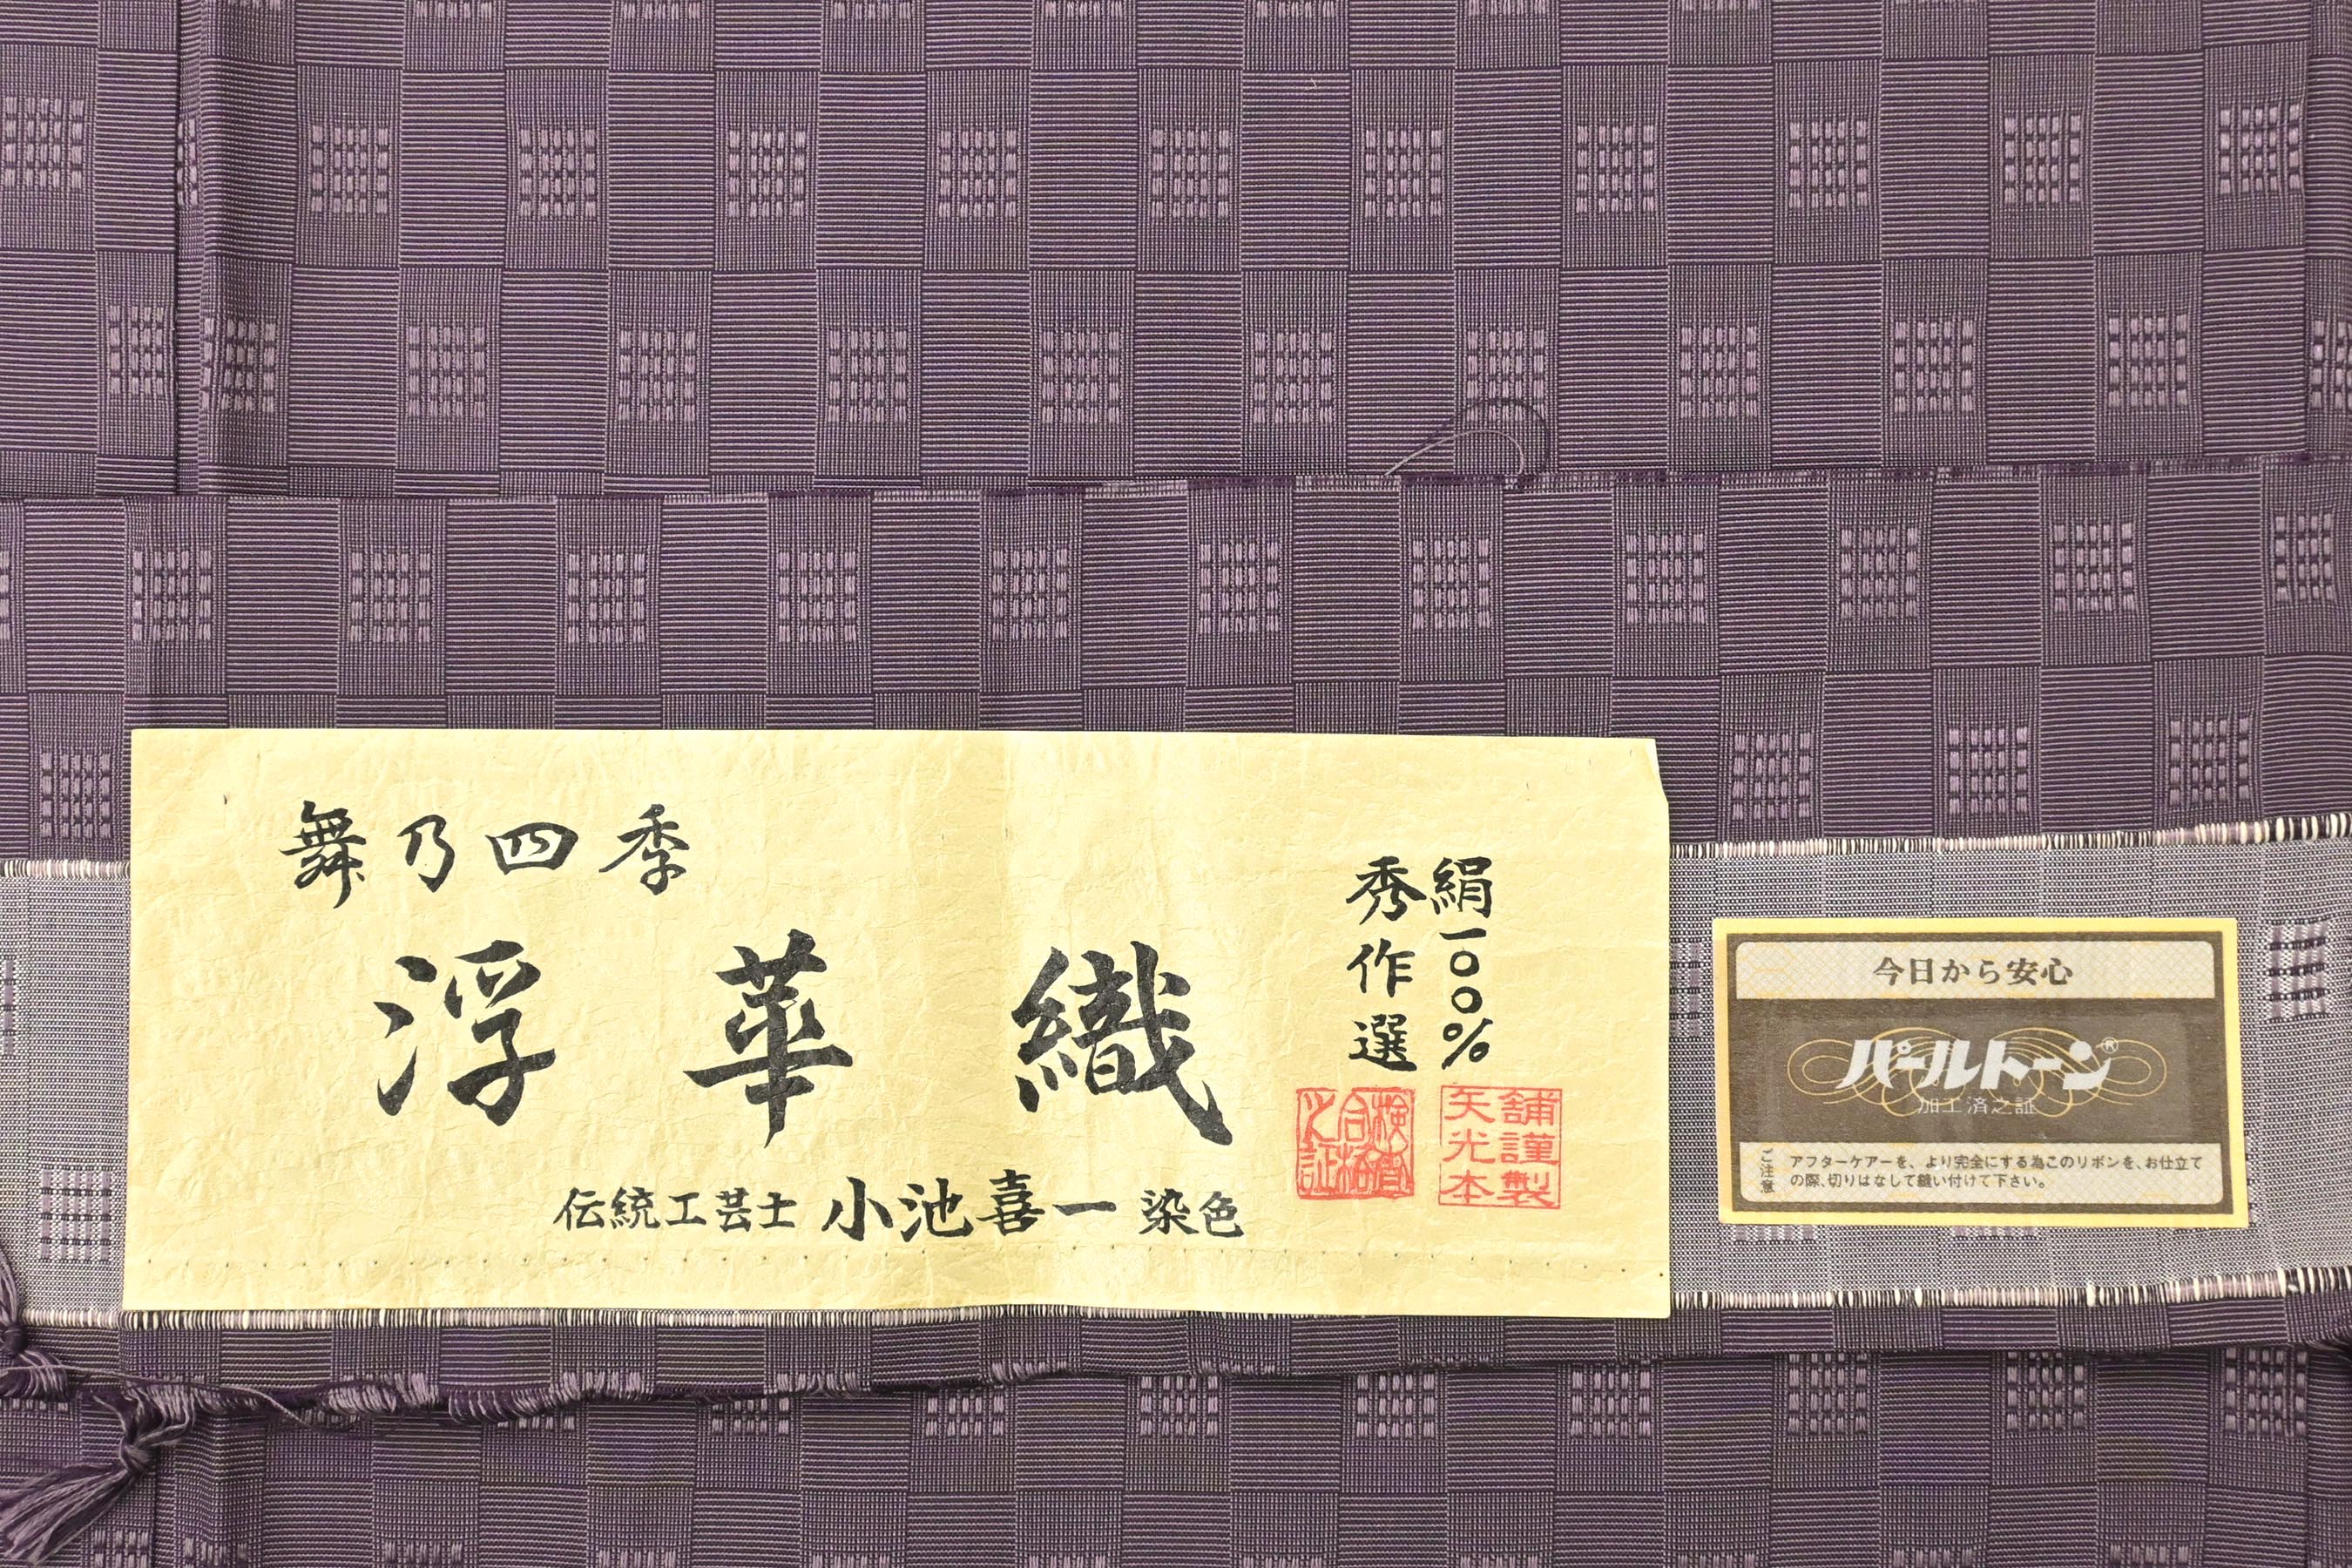 舞乃四季
浮華織
伝統工芸士 小池喜一 染色
絹一〇〇%
秀作選
検査
合格
之証
舗謹製
矢光本
今日から安心
パールトーン®
加工済之証
ご注意
アフターケアーを、より完全にする為このリボンを、お仕立て
の際、切りはなして縫い付けて下さい。